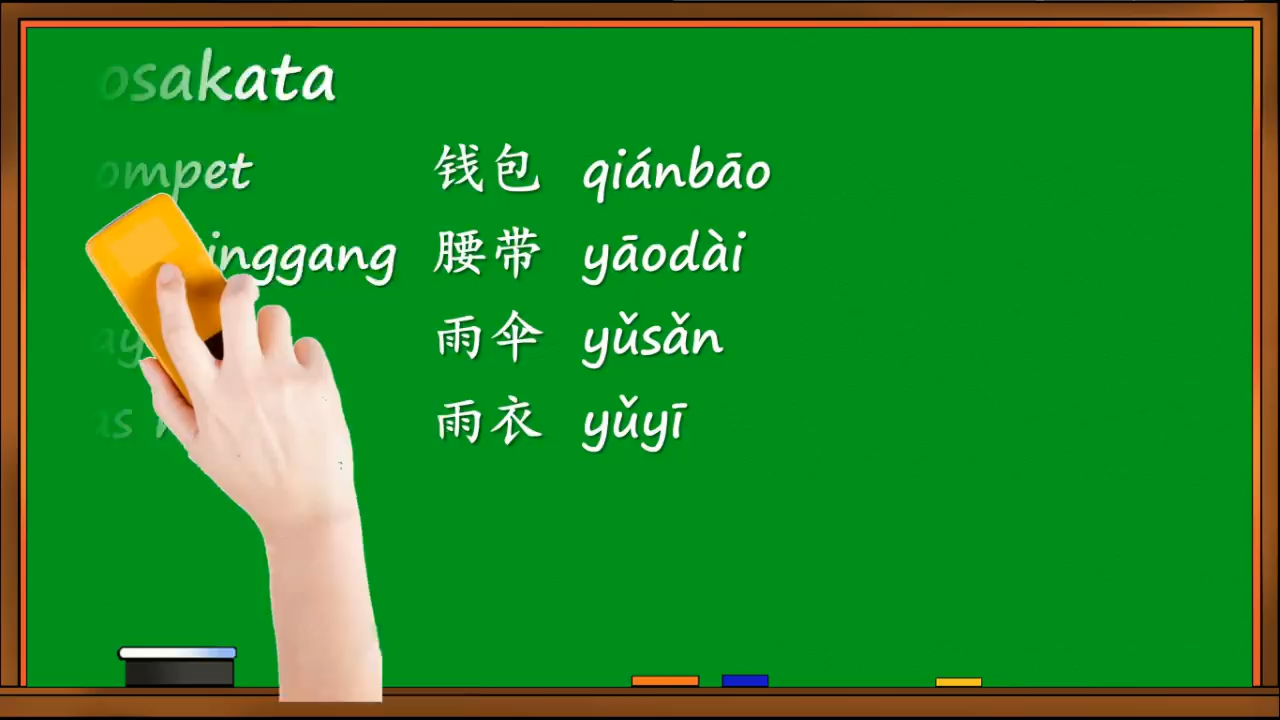 osakata
ompet 钱包 qiánbāo
inggang 腰带 yāodài
雨伞 yǔsǎn
雨衣 yǔyī